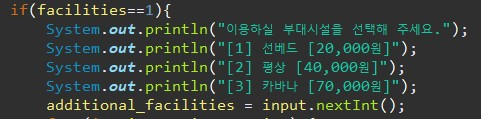 if(facilities==1){
System.out.println("이용하실 부대시설을 선택해 주세요.");
System.out.println("[1] 선베드 [20,000원]");
System.out.println("[2] 평상 [40,000원]");
System.out.println("[3] 카바나 [70,000원]");
additional_facilities = input.nextInt();